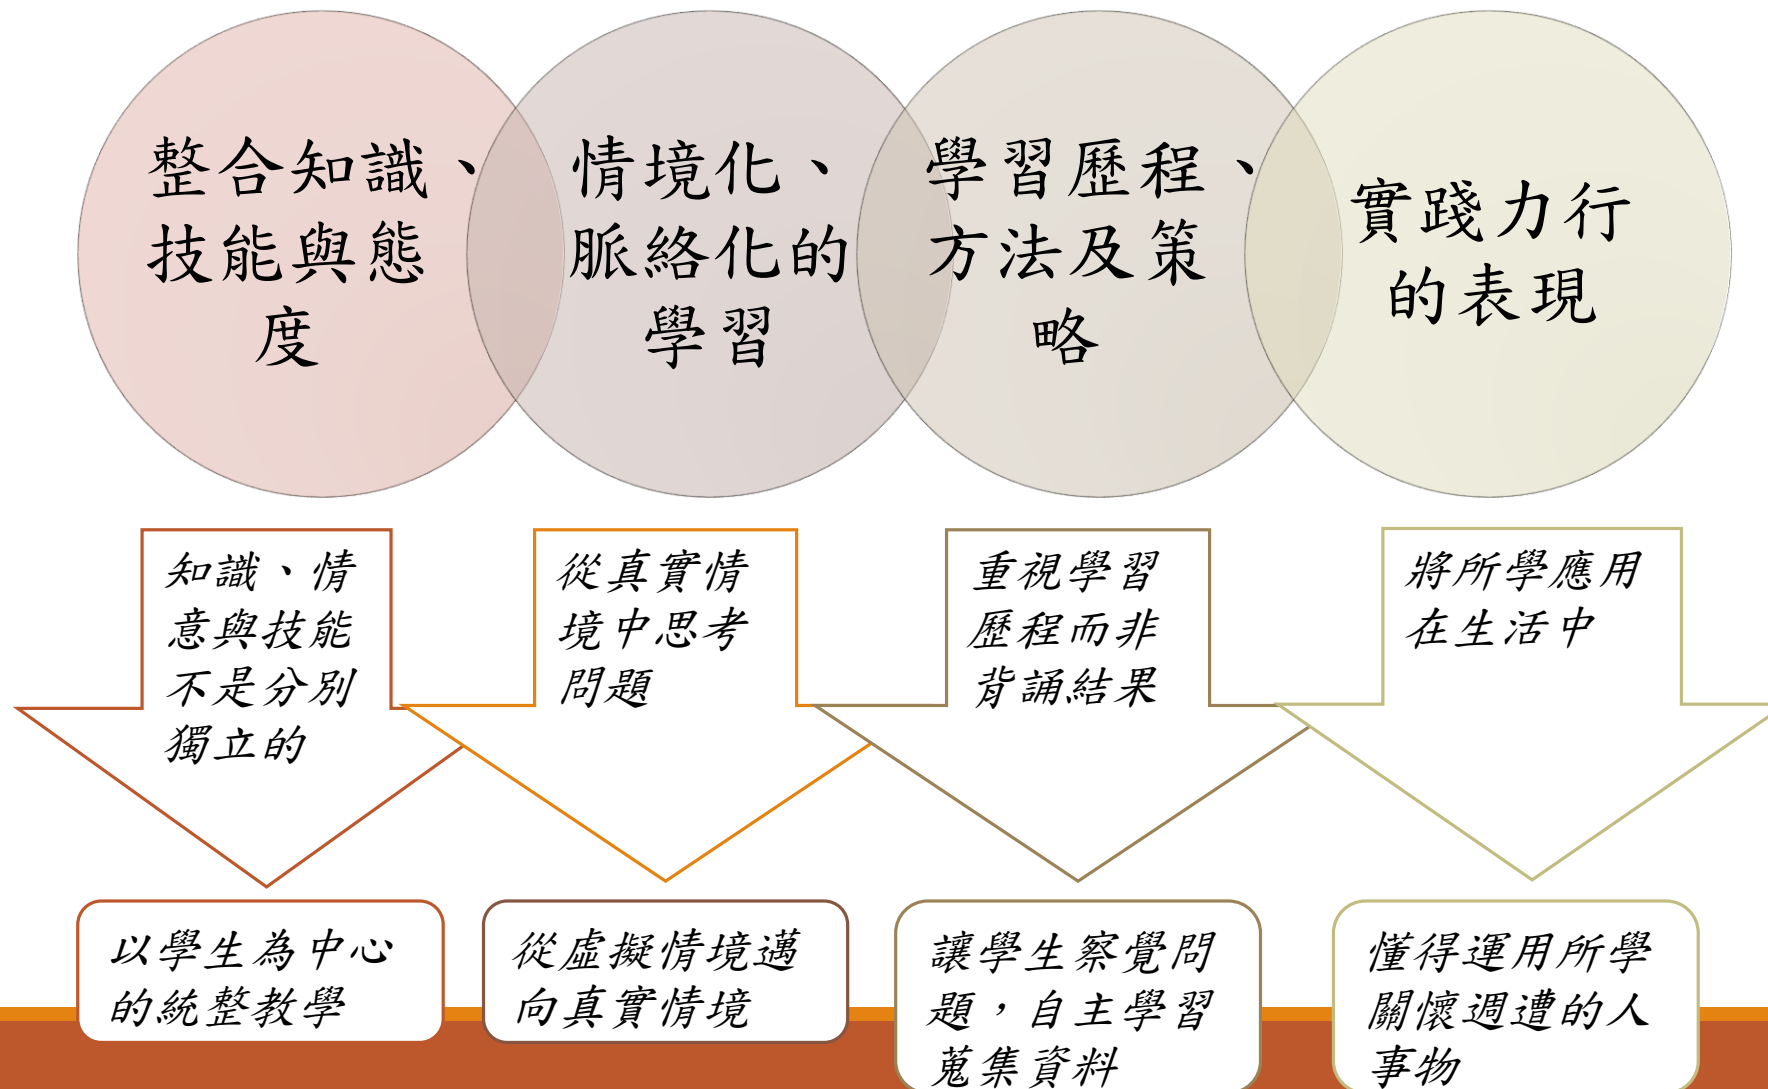 整合知識、
技能與態
度
情境化、
脈絡化的
學習
學習歷程、
方法及策
略
實踐力行
的表現
知識、情
意與技能
不是分別
獨立的
從真實情
境中思考
問題
重視學習
歷程而非
背誦結果
將所學應用
在生活中
以學生為中心
的統整教學
從虛擬情境邁
向真實情境
讓學生察覺問
題，自主學習
蒐集資料
懂得運用所學
關懷週遭的人
事物